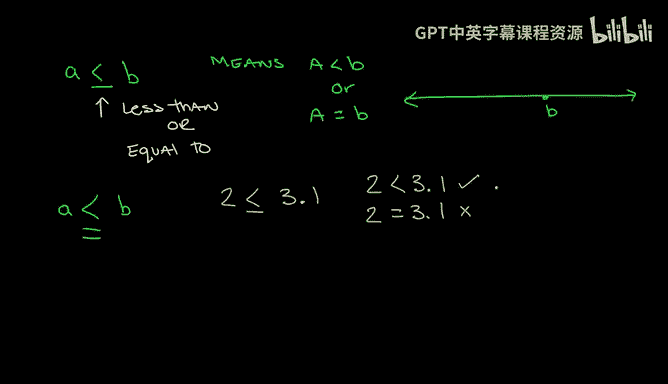 GPT中英字幕课程资源 bilibili
a ≤ b MEANS A < b
or
A = b
b
↑ Less than
OR
EQUAL TO
a ≦ b
2 ≤ 3.1
2 < 3.1 ✓ .
2 = 3.1 ×